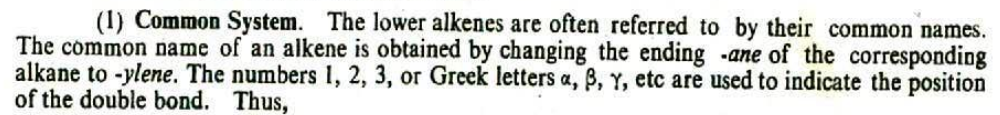 (1) Common System. The lower alkenes are often referred to by their common names.
The common name of an alkene is obtained by changing the ending -ane of the corresponding
alkane to -ylene. The numbers 1, 2, 3, or Greek letters α, β, γ, etc are used to indicate the position
of the double bond. Thus,